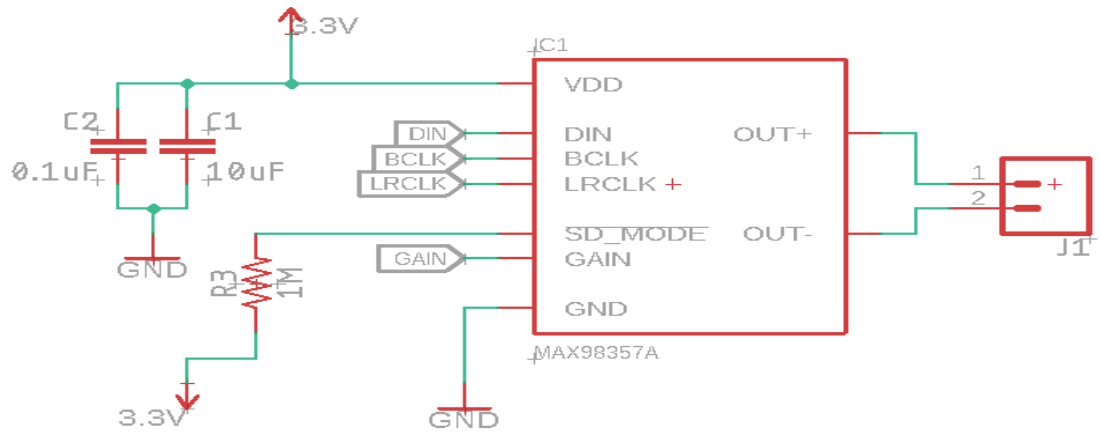 3.3V
IC1
VDD
C2
C1
DIN
DIN
OUT+
BCLK
BCLK
0.1uF
10uF
LRCLK
LRCLK
1
2
SD_MODE
OUT-
J1
GAIN
GAIN
GND
R3
1M
GND
MAX98357A
3.3V
GND